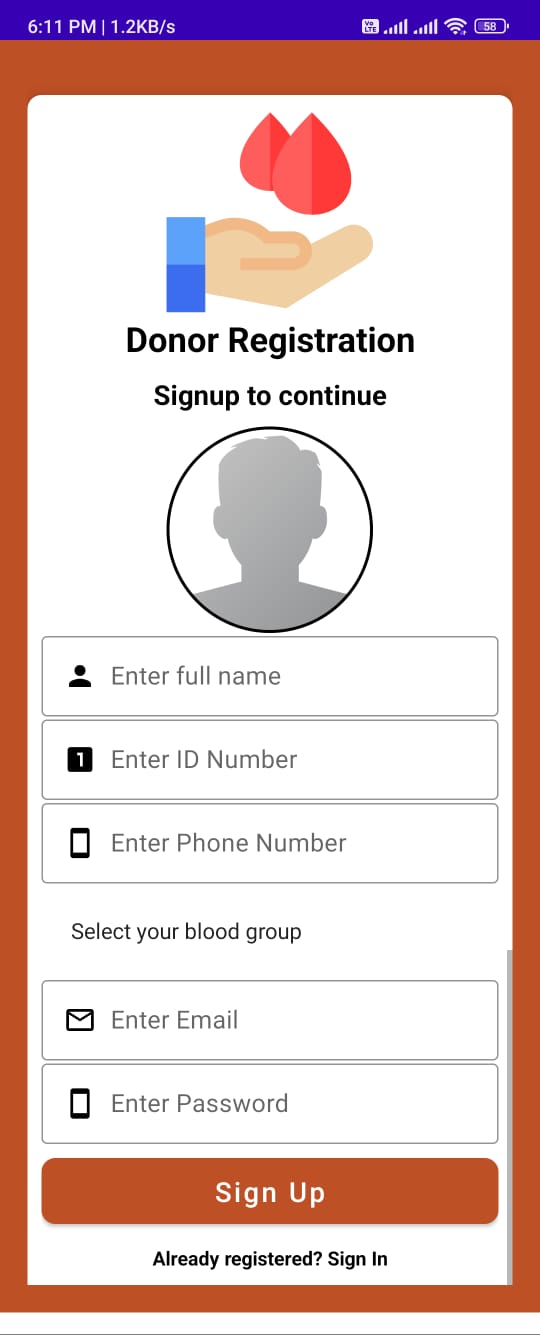 6:11 PM | 1.2KB/s Vo LTE 58
Donor Registration
Signup to continue
Enter full name
1 Enter ID Number
Enter Phone Number
Select your blood group
Enter Email
Enter Password
Sign Up
Already registered? Sign In